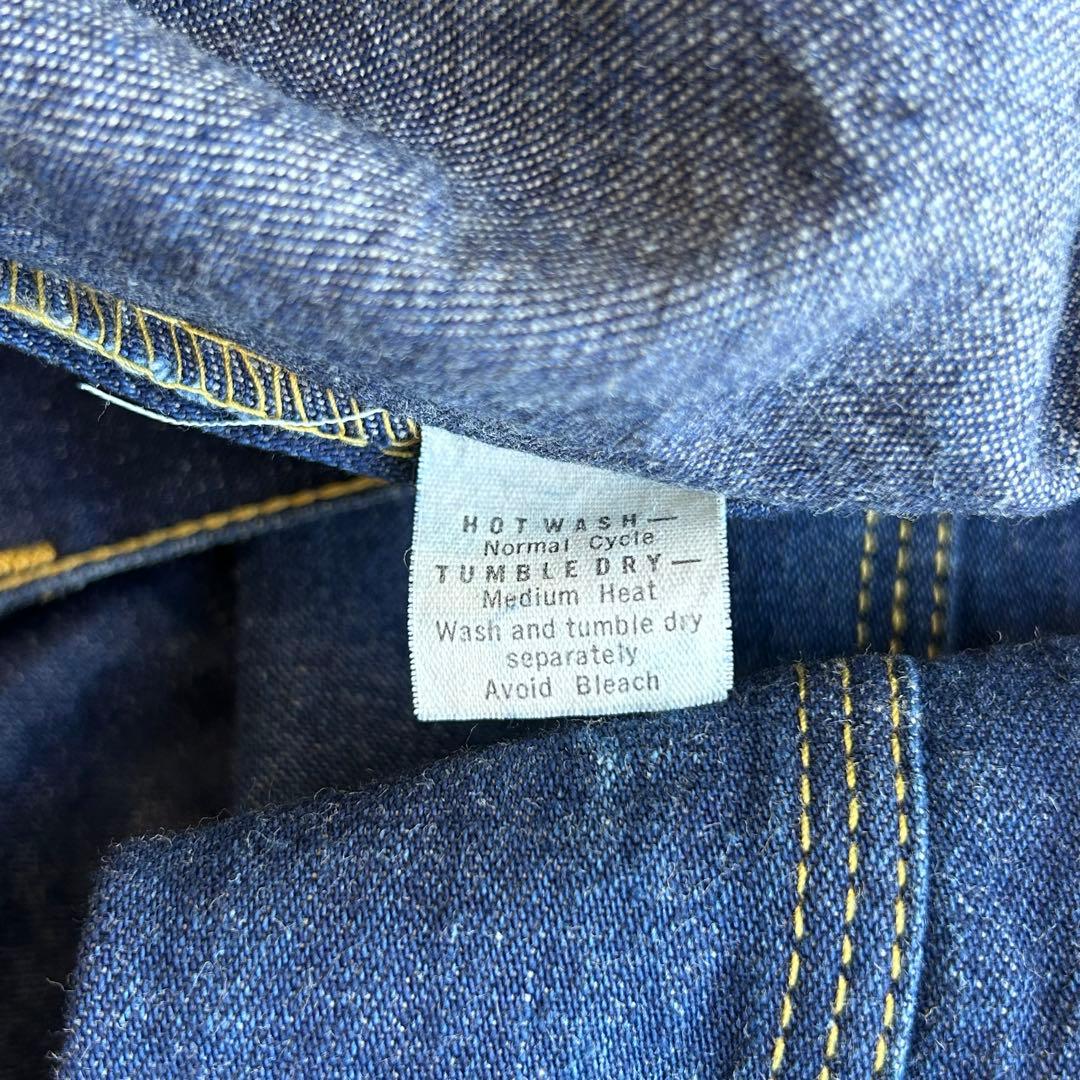 HOT WASH—
Normal Cycle
TUMBLE DRY—
Medium Heat
Wash and tumble dry
separately
Avoid Bleach